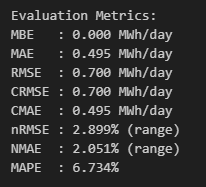 Evaluation Metrics:
MBE   : 0.000 MWh/day
MAE   : 0.495 MWh/day
RMSE  : 0.700 MWh/day
CRMSE : 0.700 MWh/day
CMAE  : 0.495 MWh/day
nRMSE : 2.899% (range)
NMAE  : 2.051% (range)
MAPE  : 6.734%